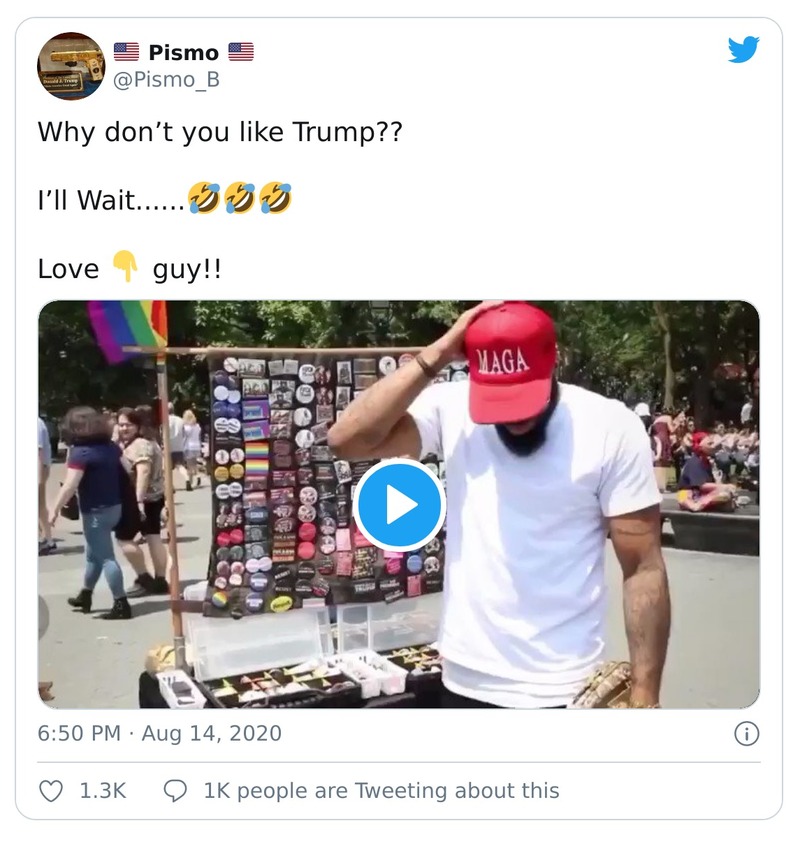 🇺🇸 Pismo 🇺🇸
@Pismo_B
Why don’t you like Trump??
I’ll Wait......🤣🤣🤣
Love 👇 guy!!
MAGA
6:50 PM · Aug 14, 2020
1.3K
1K people are Tweeting about this